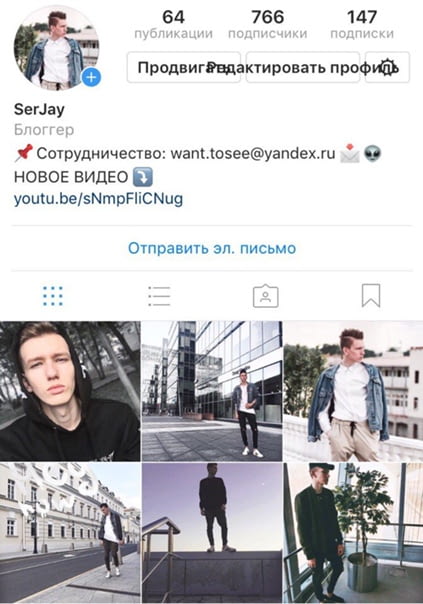 64 766 147
публикации подписчики подписки
Продвигать Редактировать профиль
SerJay
Блоггер
📌 Сотрудничество: want.tosee@yandex.ru 📩 👽
НОВОЕ ВИДЕО ⤵️
youtu.be/sNmpFliCNug
Отправить эл. письмо